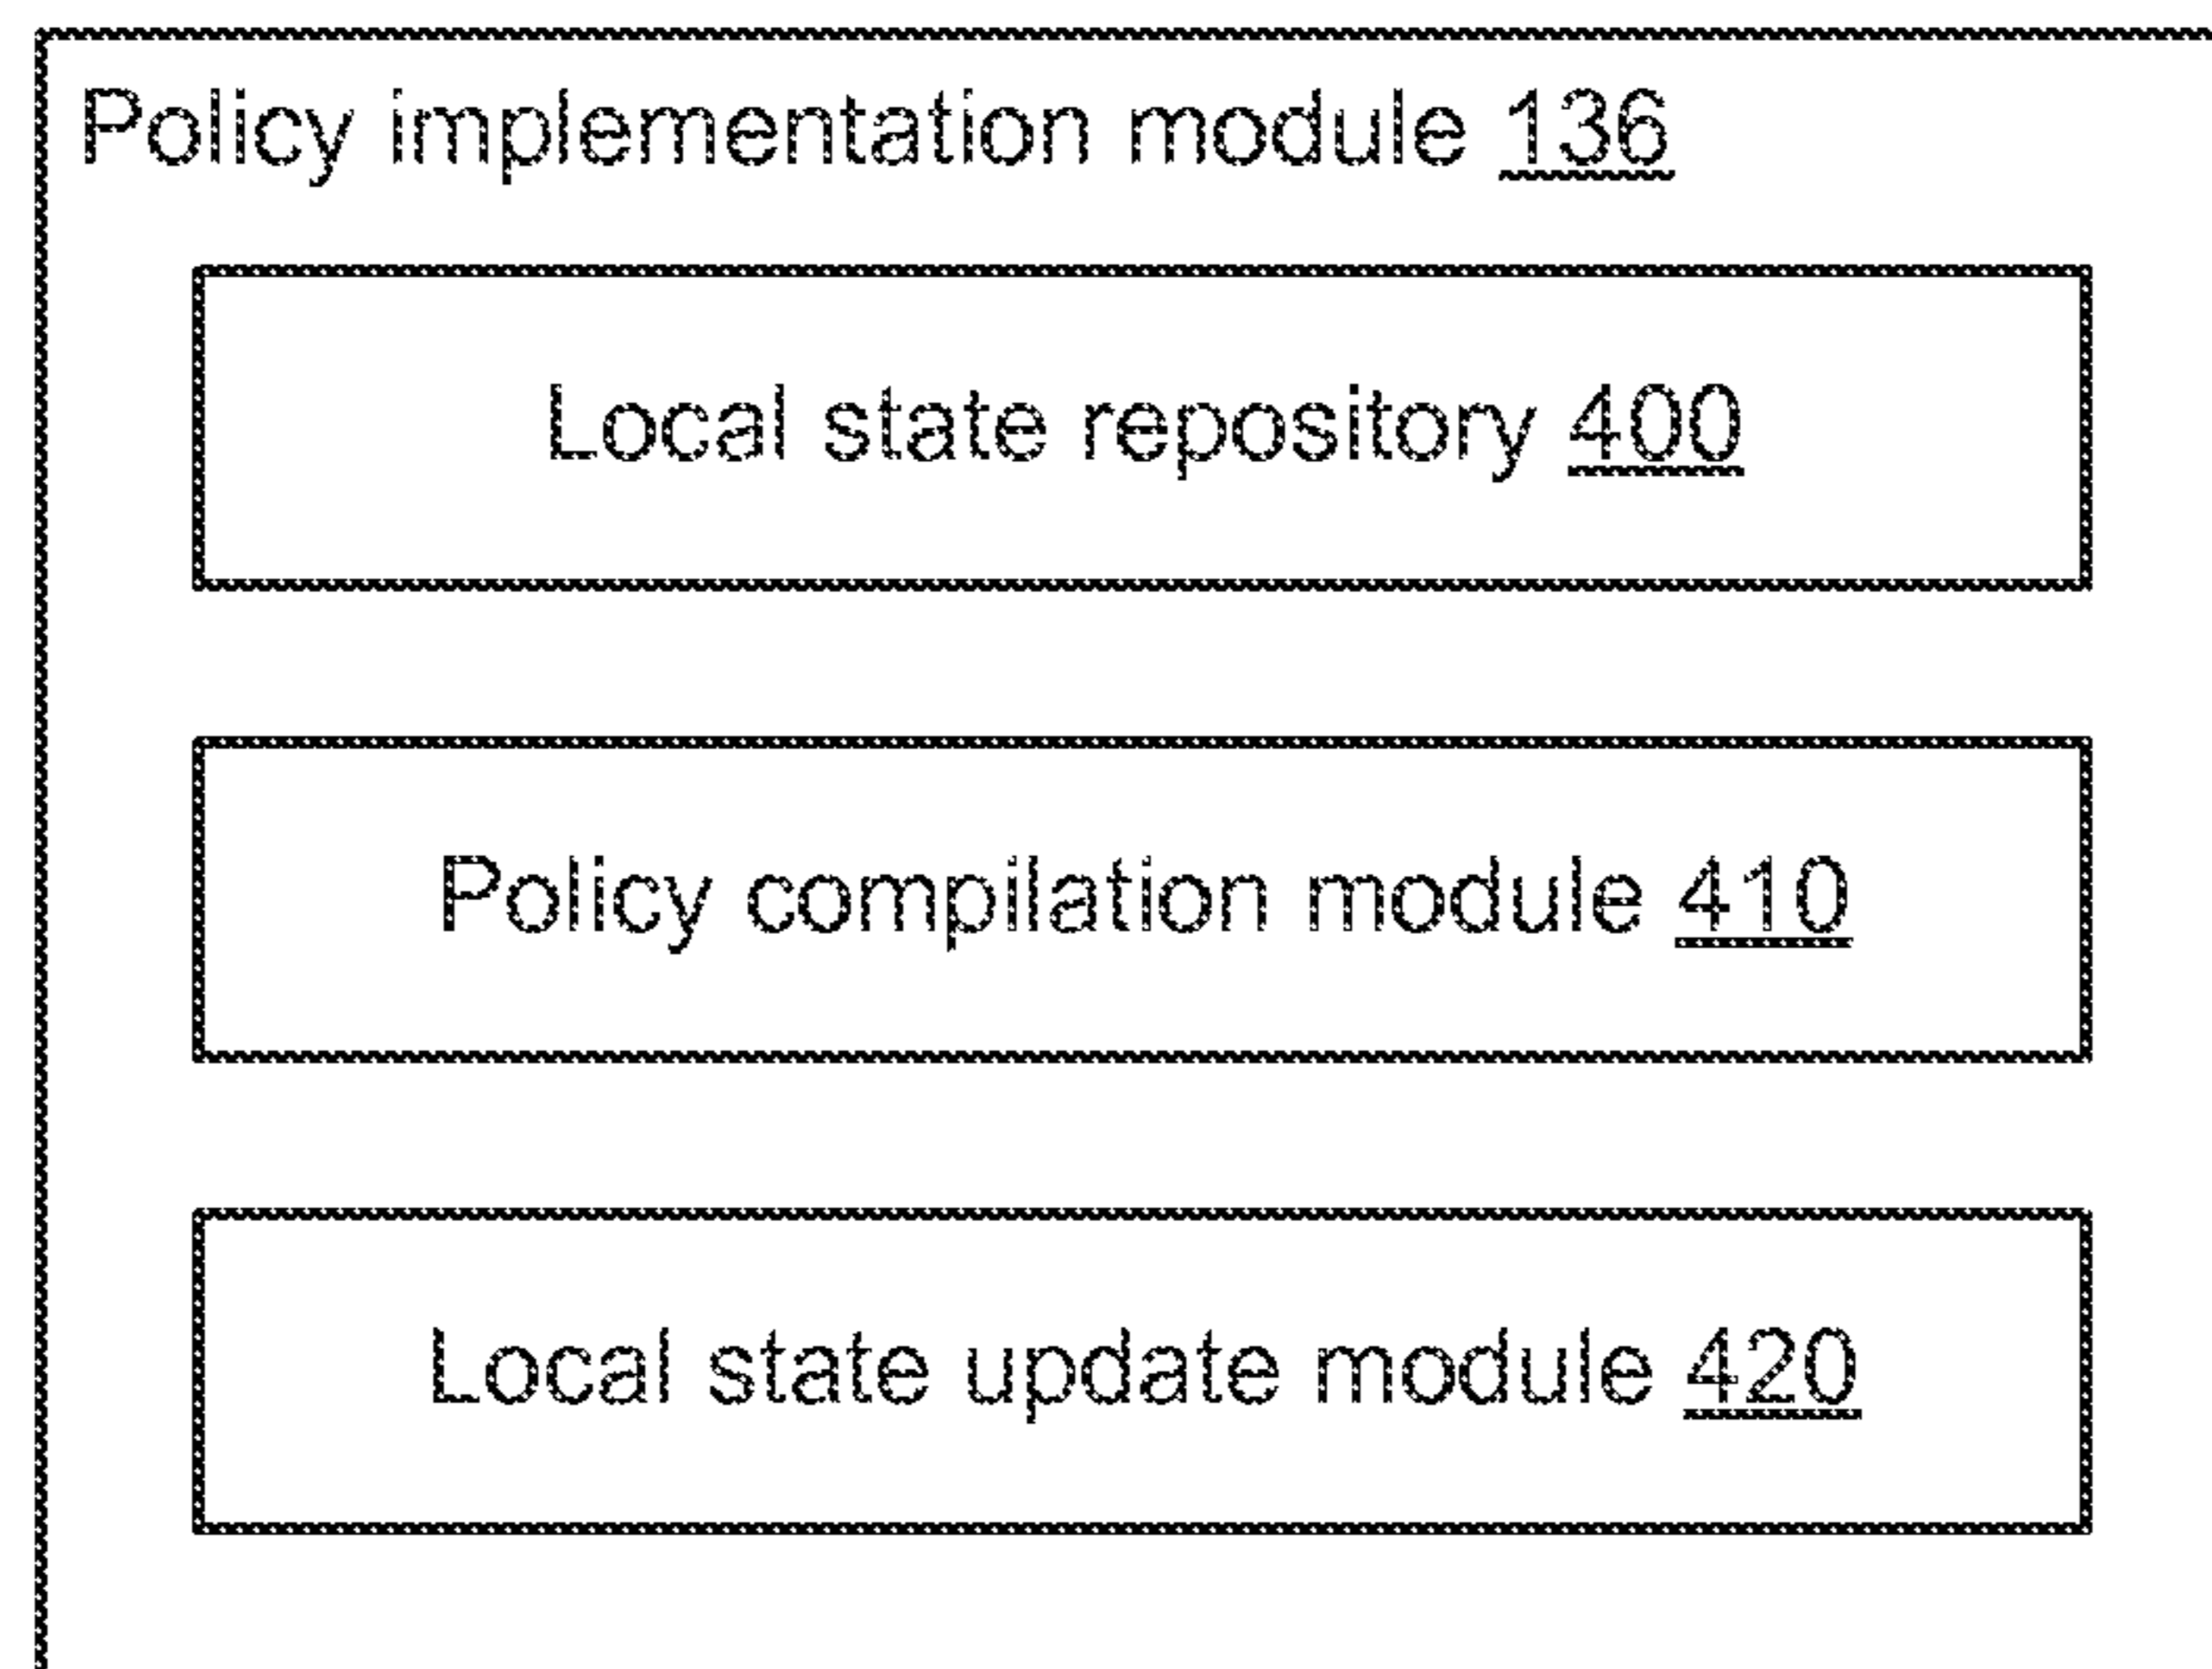 Policy implementation module 136
Local state repository 400
Policy compilation module 410
Local state update module 420